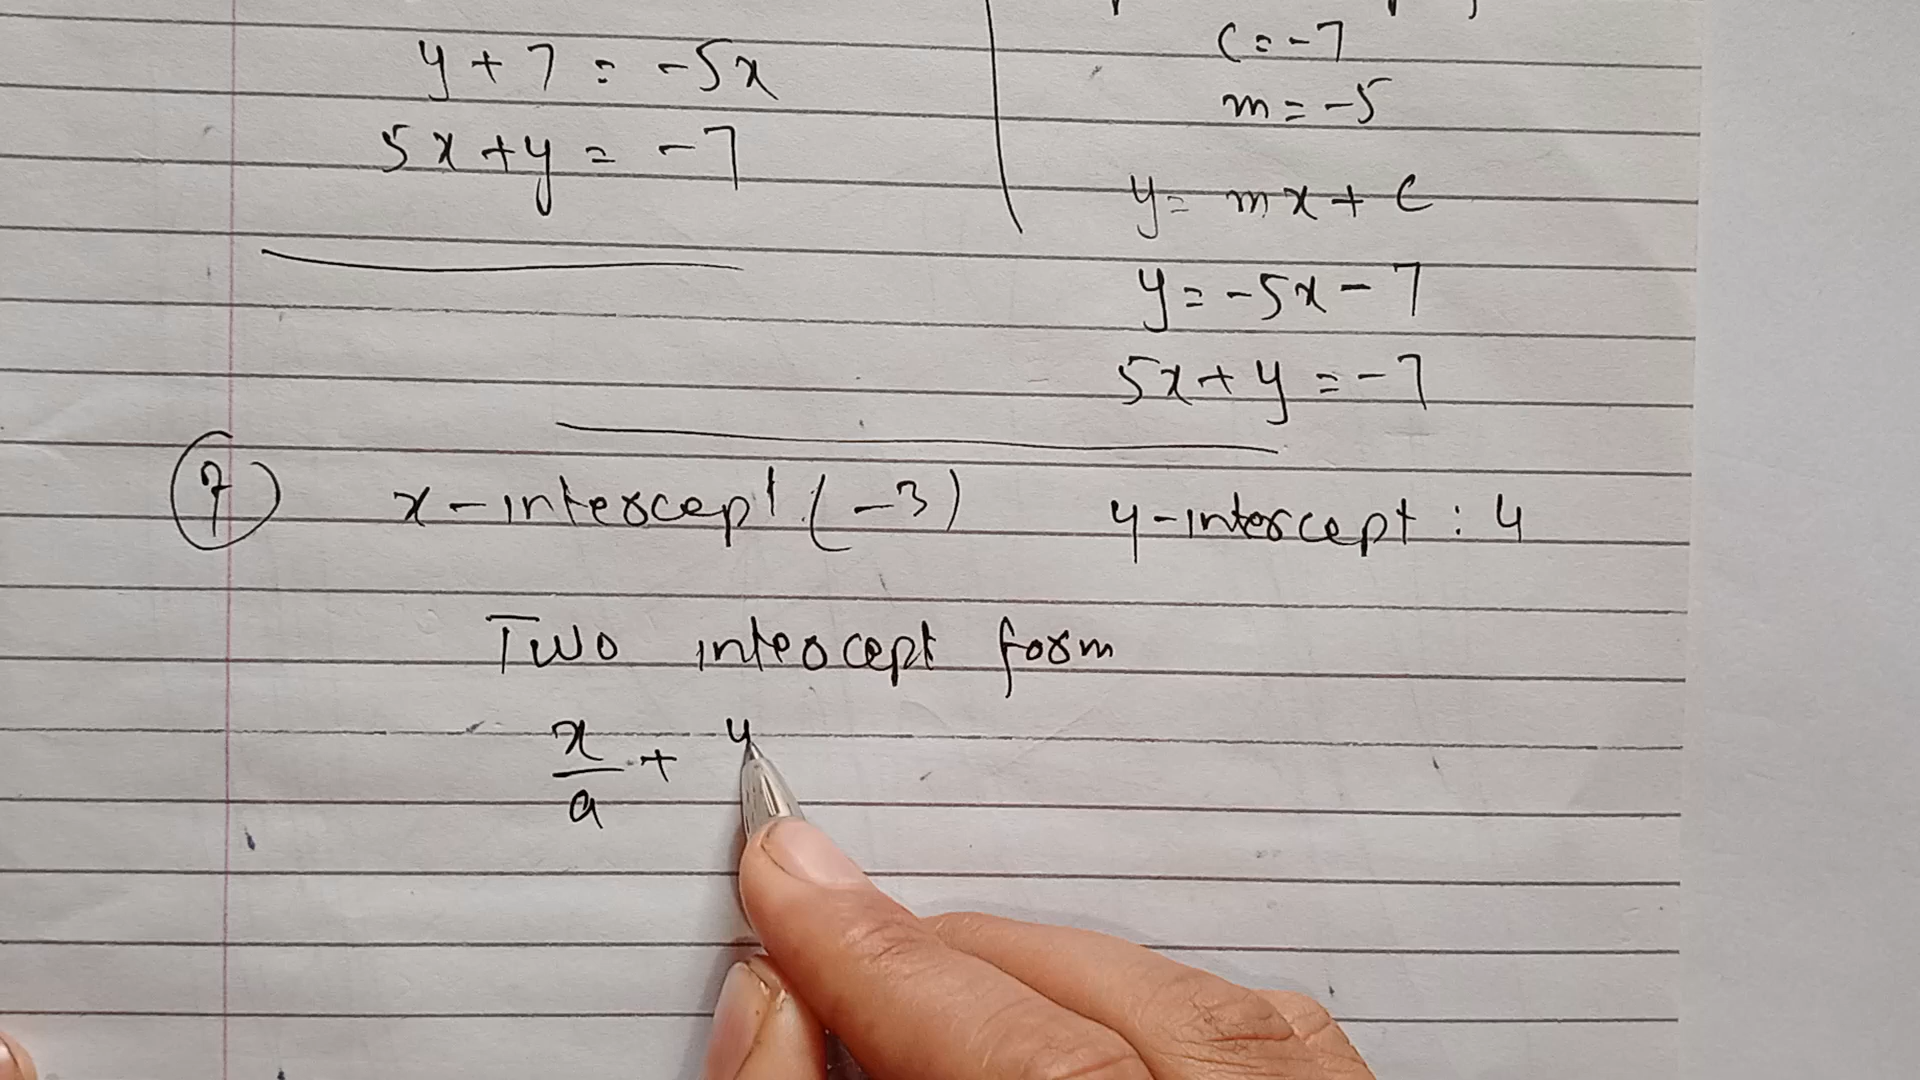 y + 7 = -5x
5x + y = -7
c = -7
m = -5
y = mx + c
y = -5x - 7
5x + y = -7
7 x-intercept (-3) y-intercept : 4
Two intercept form
x/a + y